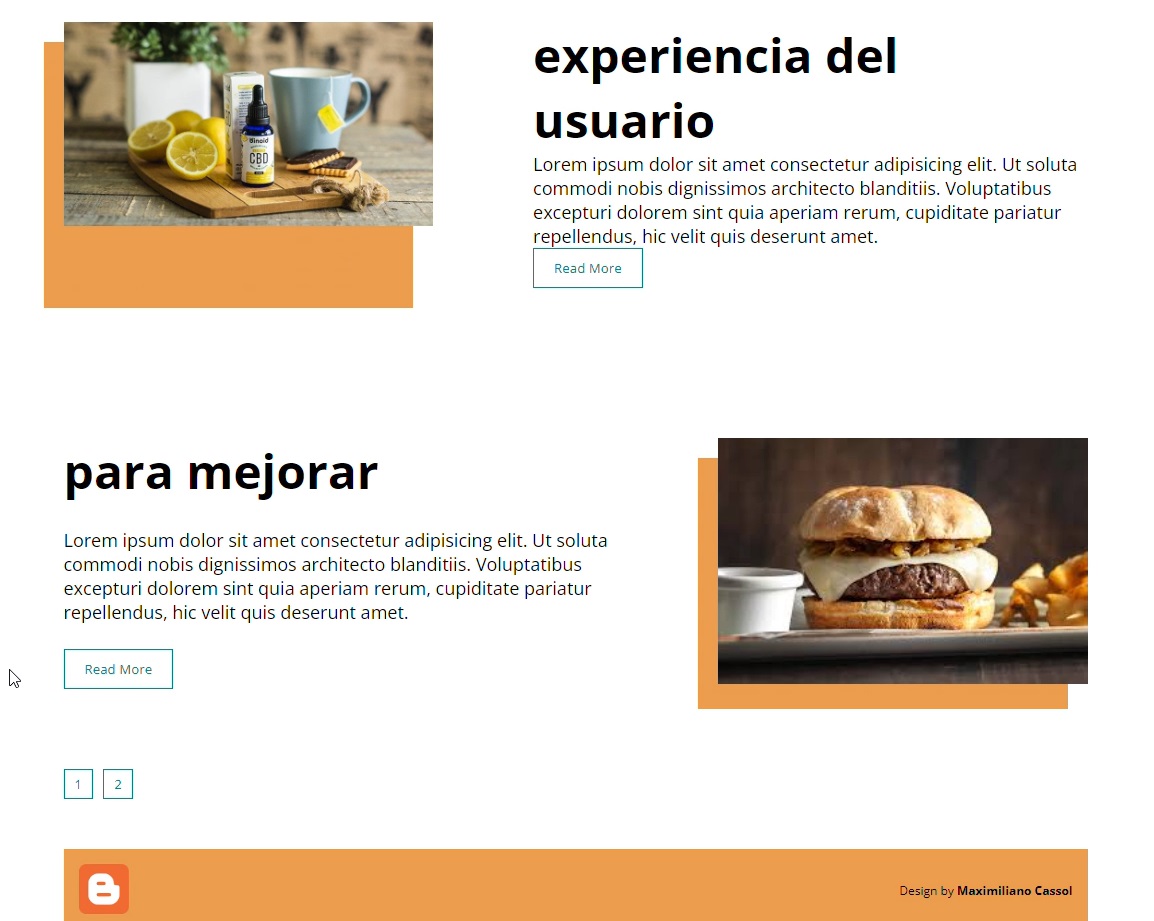 experiencia del
usuario
Lorem ipsum dolor sit amet consectetur adipisicing elit. Ut soluta
commodi nobis dignissimos architecto blanditiis. Voluptatibus
excepturi dolorem sint quia aperiam rerum, cupiditate pariatur
repellendus, hic velit quis deserunt amet.
Read More
CBD
para mejorar
Lorem ipsum dolor sit amet consectetur adipisicing elit. Ut soluta
commodi nobis dignissimos architecto blanditiis. Voluptatibus
excepturi dolorem sint quia aperiam rerum, cupiditate pariatur
repellendus, hic velit quis deserunt amet.
Read More
1 2
Design by Maximiliano Cassol